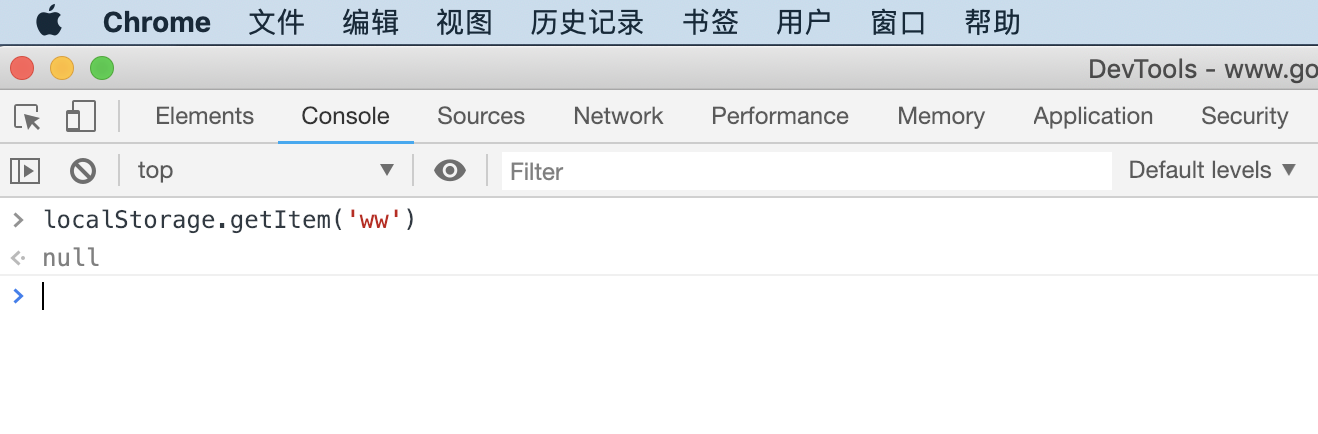 Chrome 文件 编辑 视图 历史记录 书签 用户 窗口 帮助
DevTools - www.go
Elements Console Sources Network Performance Memory Application Security
top Filter Default levels
localStorage.getItem('ww')
null